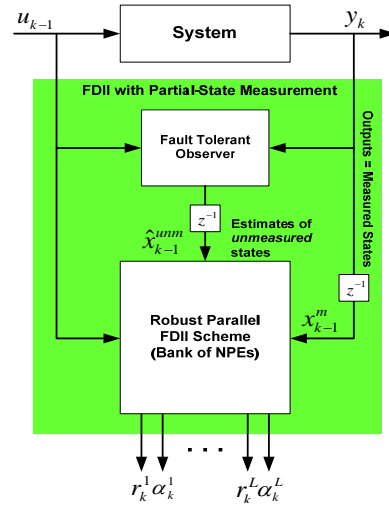 u_{k-1}
System
y_k
FDII with Partial-State Measurement
Fault Tolerant
Observer
Outputs = Measured States
z^{-1}
\hat{x}_{k-1}^{unm}
Estimates of
unmeasured
states
z^{-1}
x_{k-1}^{m}
Robust Parallel
FDII Scheme
(Bank of NPEs)
. . .
r_k^1 α_k^1 r_k^L α_k^L